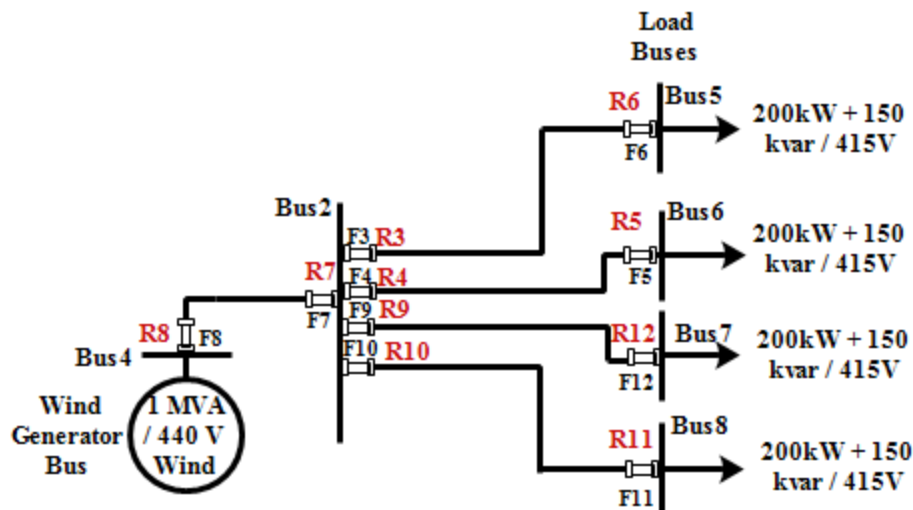 Load
Buses
R6
Bus5
F6
200kW + 150
kvar / 415V
Bus2
F3
R3
R5
Bus6
F5
200kW + 150
kvar / 415V
R7
F7
F4
R4
F9
R9
R12
Bus7
F12
200kW + 150
kvar / 415V
R8
F8
Bus4
F10
R10
Wind
Generator
Bus
1 MVA
/ 440 V
Wind
R11
Bus8
F11
200kW + 150
kvar / 415V